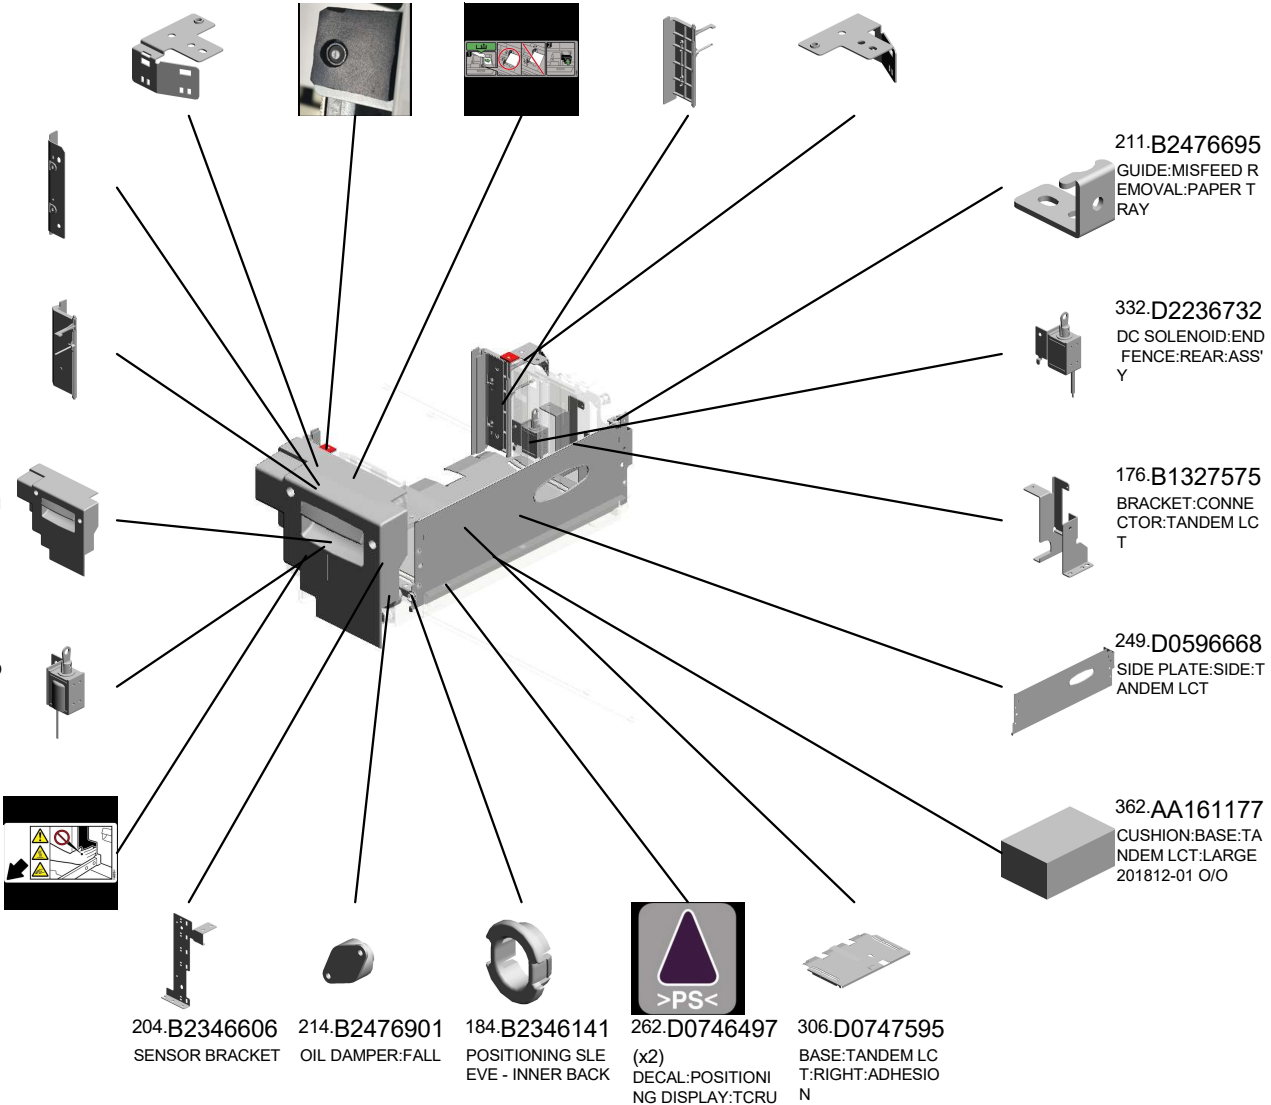 211.B2476695
GUIDE:MISFEED R
EMOVAL:PAPER T
RAY
332.D2236732
DC SOLENOID:END
FENCE:REAR:ASS'
Y
176.B1327575
BRACKET:CONNE
CTOR:TANDEM LC
T
249.D0596668
SIDE PLATE:SIDE:T
ANDEM LCT
362.AA161177
CUSHION:BASE:TA
NDEM LCT:LARGE
201812-01 O/O
>PS<
204.B2346606
SENSOR BRACKET
214.B2476901
OIL DAMPER:FALL
184.B2346141
POSITIONING SLE
EVE - INNER BACK
262.D0746497
(x2)
DECAL:POSITIONI
NG DISPLAY:TCRU
306.D0747595
BASE:TANDEM LC
T:RIGHT:ADHESIO
N